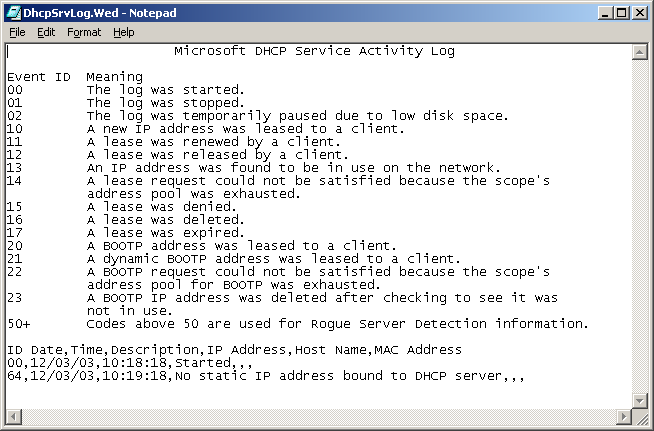 DhcpSrvLog.Wed - Notepad
File Edit Format Help
Microsoft DHCP Service Activity Log
Event ID Meaning
00 The log was started.
01 The log was stopped.
02 The log was temporarily paused due to low disk space.
10 A new IP address was leased to a client.
11 A lease was renewed by a client.
12 A lease was released by a client.
13 An IP address was found to be in use on the network.
14 A lease request could not be satisfied because the scope's
address pool was exhausted.
15 A lease was denied.
16 A lease was deleted.
17 A lease was expired.
20 A BOOTP address was leased to a client.
21 A dynamic BOOTP address was leased to a client.
22 A BOOTP request could not be satisfied because the scope's
address pool for BOOTP was exhausted.
23 A BOOTP IP address was deleted after checking to see it was
not in use.
50+ Codes above 50 are used for Rogue Server Detection information.
ID Date,Time,Description,IP Address,Host Name,MAC Address
00,12/03/03,10:18:18,Started,,,
64,12/03/03,10:19:18,No static IP address bound to DHCP server,,,